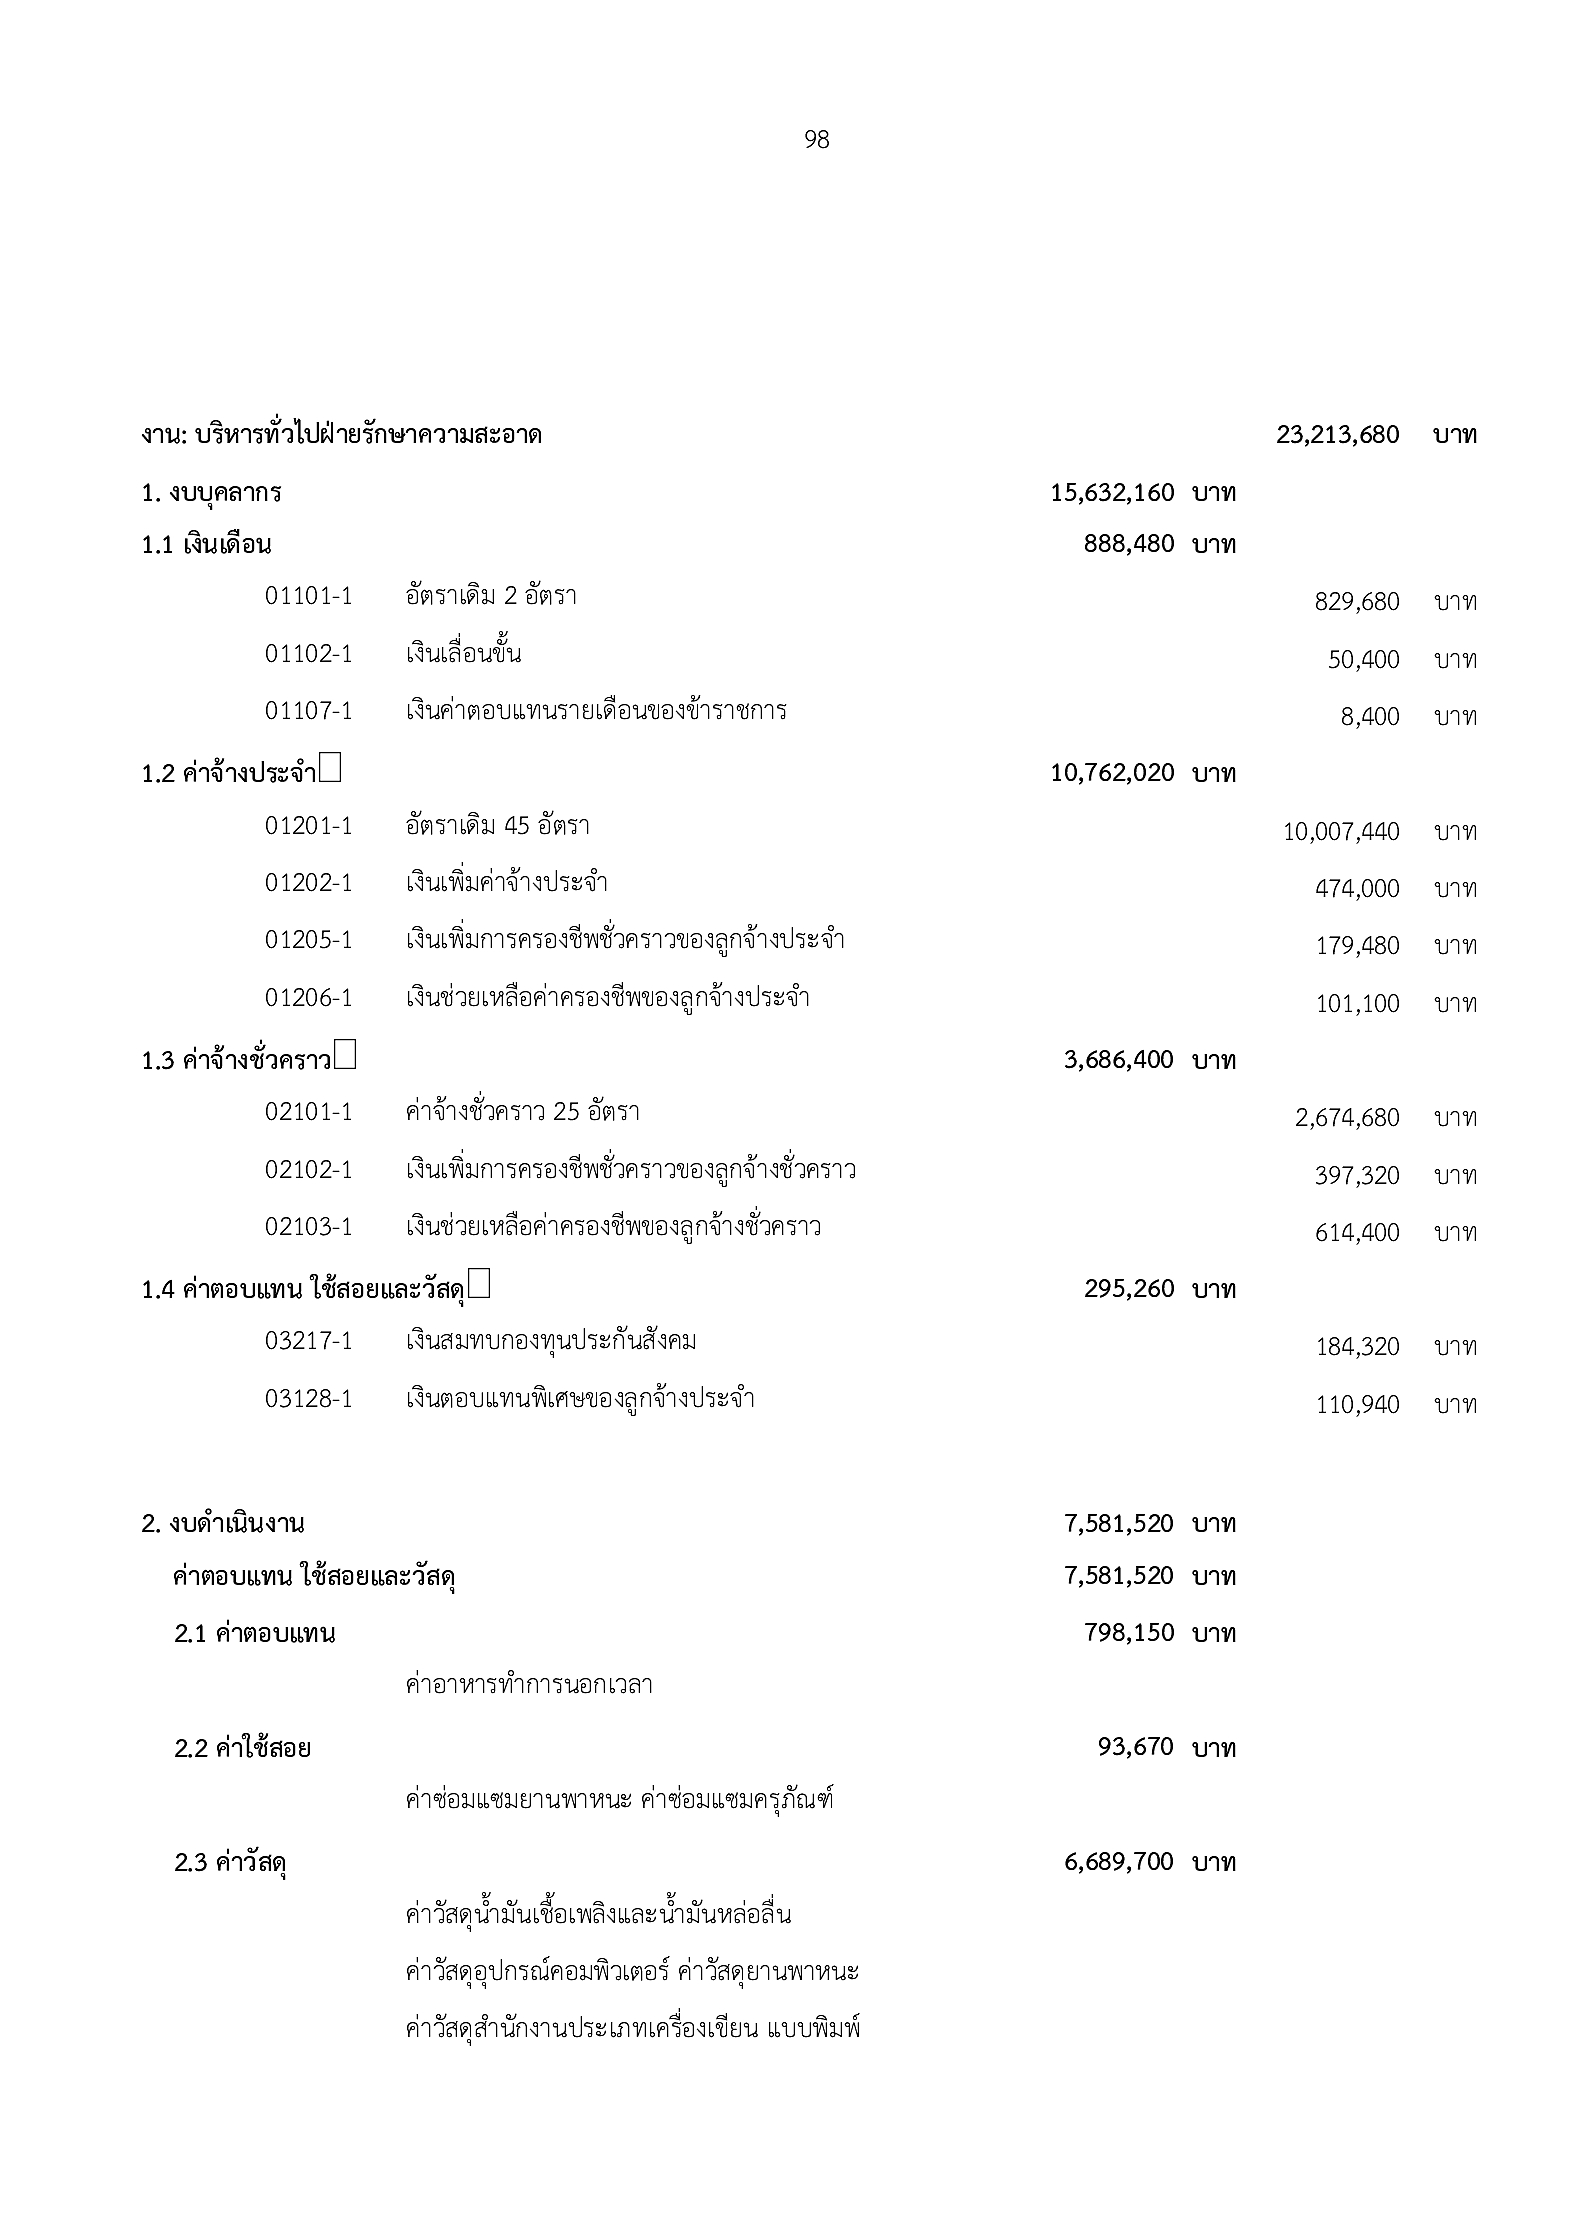 98
งาน: บริหารทั่วไปฝ่ายรักษาความสะอาด 23,213,680 บาท
1. งบบุคลากร 15,632,160 บาท
1.1 เงินเดือน 888,480 บาท
01101-1 อัตราเดิม 2 อัตรา 829,680 บาท
01102-1 เงินเลื่อนขั้น 50,400 บาท
01107-1 เงินค่าตอบแทนรายเดือนของข้าราชการ 8,400 บาท
1.2 ค่าจ้างประจำ 10,762,020 บาท
01201-1 อัตราเดิม 45 อัตรา 10,007,440 บาท
01202-1 เงินเพิ่มค่าจ้างประจำ 474,000 บาท
01205-1 เงินเพิ่มการครองชีพชั่วคราวของลูกจ้างประจำ 179,480 บาท
01206-1 เงินช่วยเหลือค่าครองชีพของลูกจ้างประจำ 101,100 บาท
1.3 ค่าจ้างชั่วคราว 3,686,400 บาท
02101-1 ค่าจ้างชั่วคราว 25 อัตรา 2,674,680 บาท
02102-1 เงินเพิ่มการครองชีพชั่วคราวของลูกจ้างชั่วคราว 397,320 บาท
02103-1 เงินช่วยเหลือค่าครองชีพของลูกจ้างชั่วคราว 614,400 บาท
1.4 ค่าตอบแทน ใช้สอยและวัสดุ 295,260 บาท
03217-1 เงินสมทบกองทุนประกันสังคม 184,320 บาท
03128-1 เงินตอบแทนพิเศษของลูกจ้างประจำ 110,940 บาท
2. งบดำเนินงาน 7,581,520 บาท
ค่าตอบแทน ใช้สอยและวัสดุ 7,581,520 บาท
2.1 ค่าตอบแทน 798,150 บาท
ค่าอาหารทำการนอกเวลา
2.2 ค่าใช้สอย 93,670 บาท
ค่าซ่อมแซมยานพาหนะ ค่าซ่อมแซมครุภัณฑ์
2.3 ค่าวัสดุ 6,689,700 บาท
ค่าวัสดุน้ำมันเชื้อเพลิงและน้ำมันหล่อลื่น
ค่าวัสดุอุปกรณ์คอมพิวเตอร์ ค่าวัสดุยานพาหนะ
ค่าวัสดุสำนักงานประเภทเครื่องเขียน แบบพิมพ์